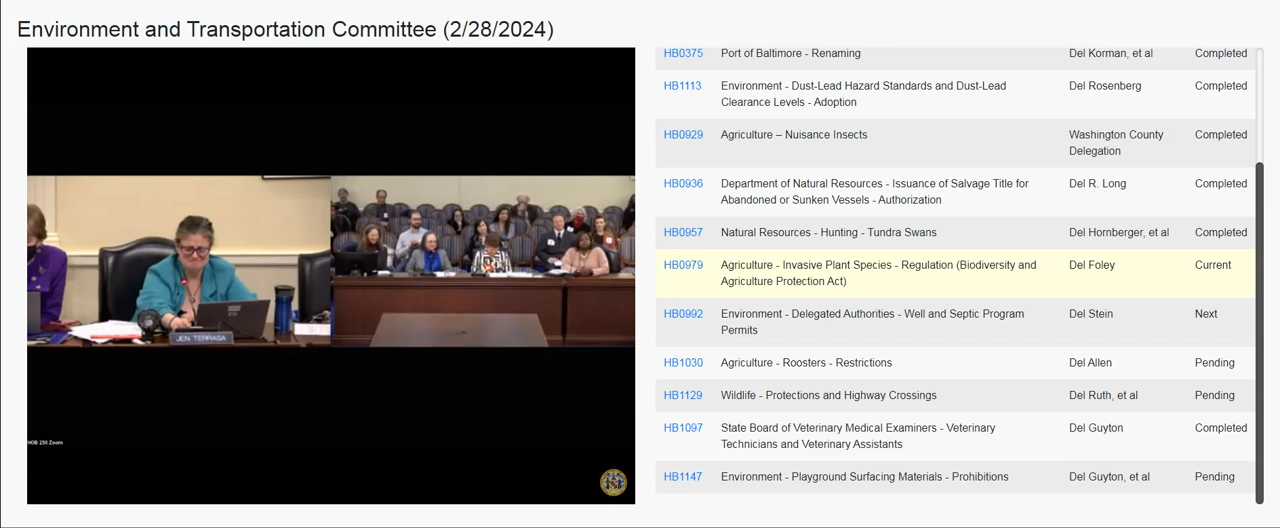 Environment and Transportation Committee (2/28/2024)
HB0375 Port of Baltimore - Renaming Del Korman, et al Completed
HB1113 Environment - Dust-Lead Hazard Standards and Dust-Lead Del Rosenberg Completed
Clearance Levels - Adoption
HB0929 Agriculture – Nuisance Insects Washington County Completed
Delegation
HB0936 Department of Natural Resources - Issuance of Salvage Title for Del R. Long Completed
Abandoned or Sunken Vessels - Authorization
HB0957 Natural Resources - Hunting - Tundra Swans Del Hornberger, et al Completed
HB0979 Agriculture - Invasive Plant Species - Regulation (Biodiversity and Del Foley Current
Agriculture Protection Act)
HB0992 Environment - Delegated Authorities - Well and Septic Program Del Stein Next
Permits
HB1030 Agriculture - Roosters - Restrictions Del Allen Pending
HB1129 Wildlife - Protections and Highway Crossings Del Ruth, et al Pending
HB1097 State Board of Veterinary Medical Examiners - Veterinary Del Guyton Completed
Technicians and Veterinary Assistants
HB1147 Environment - Playground Surfacing Materials - Prohibitions Del Guyton, et al Pending
JEN TERRASA
HOB 250 Zoom